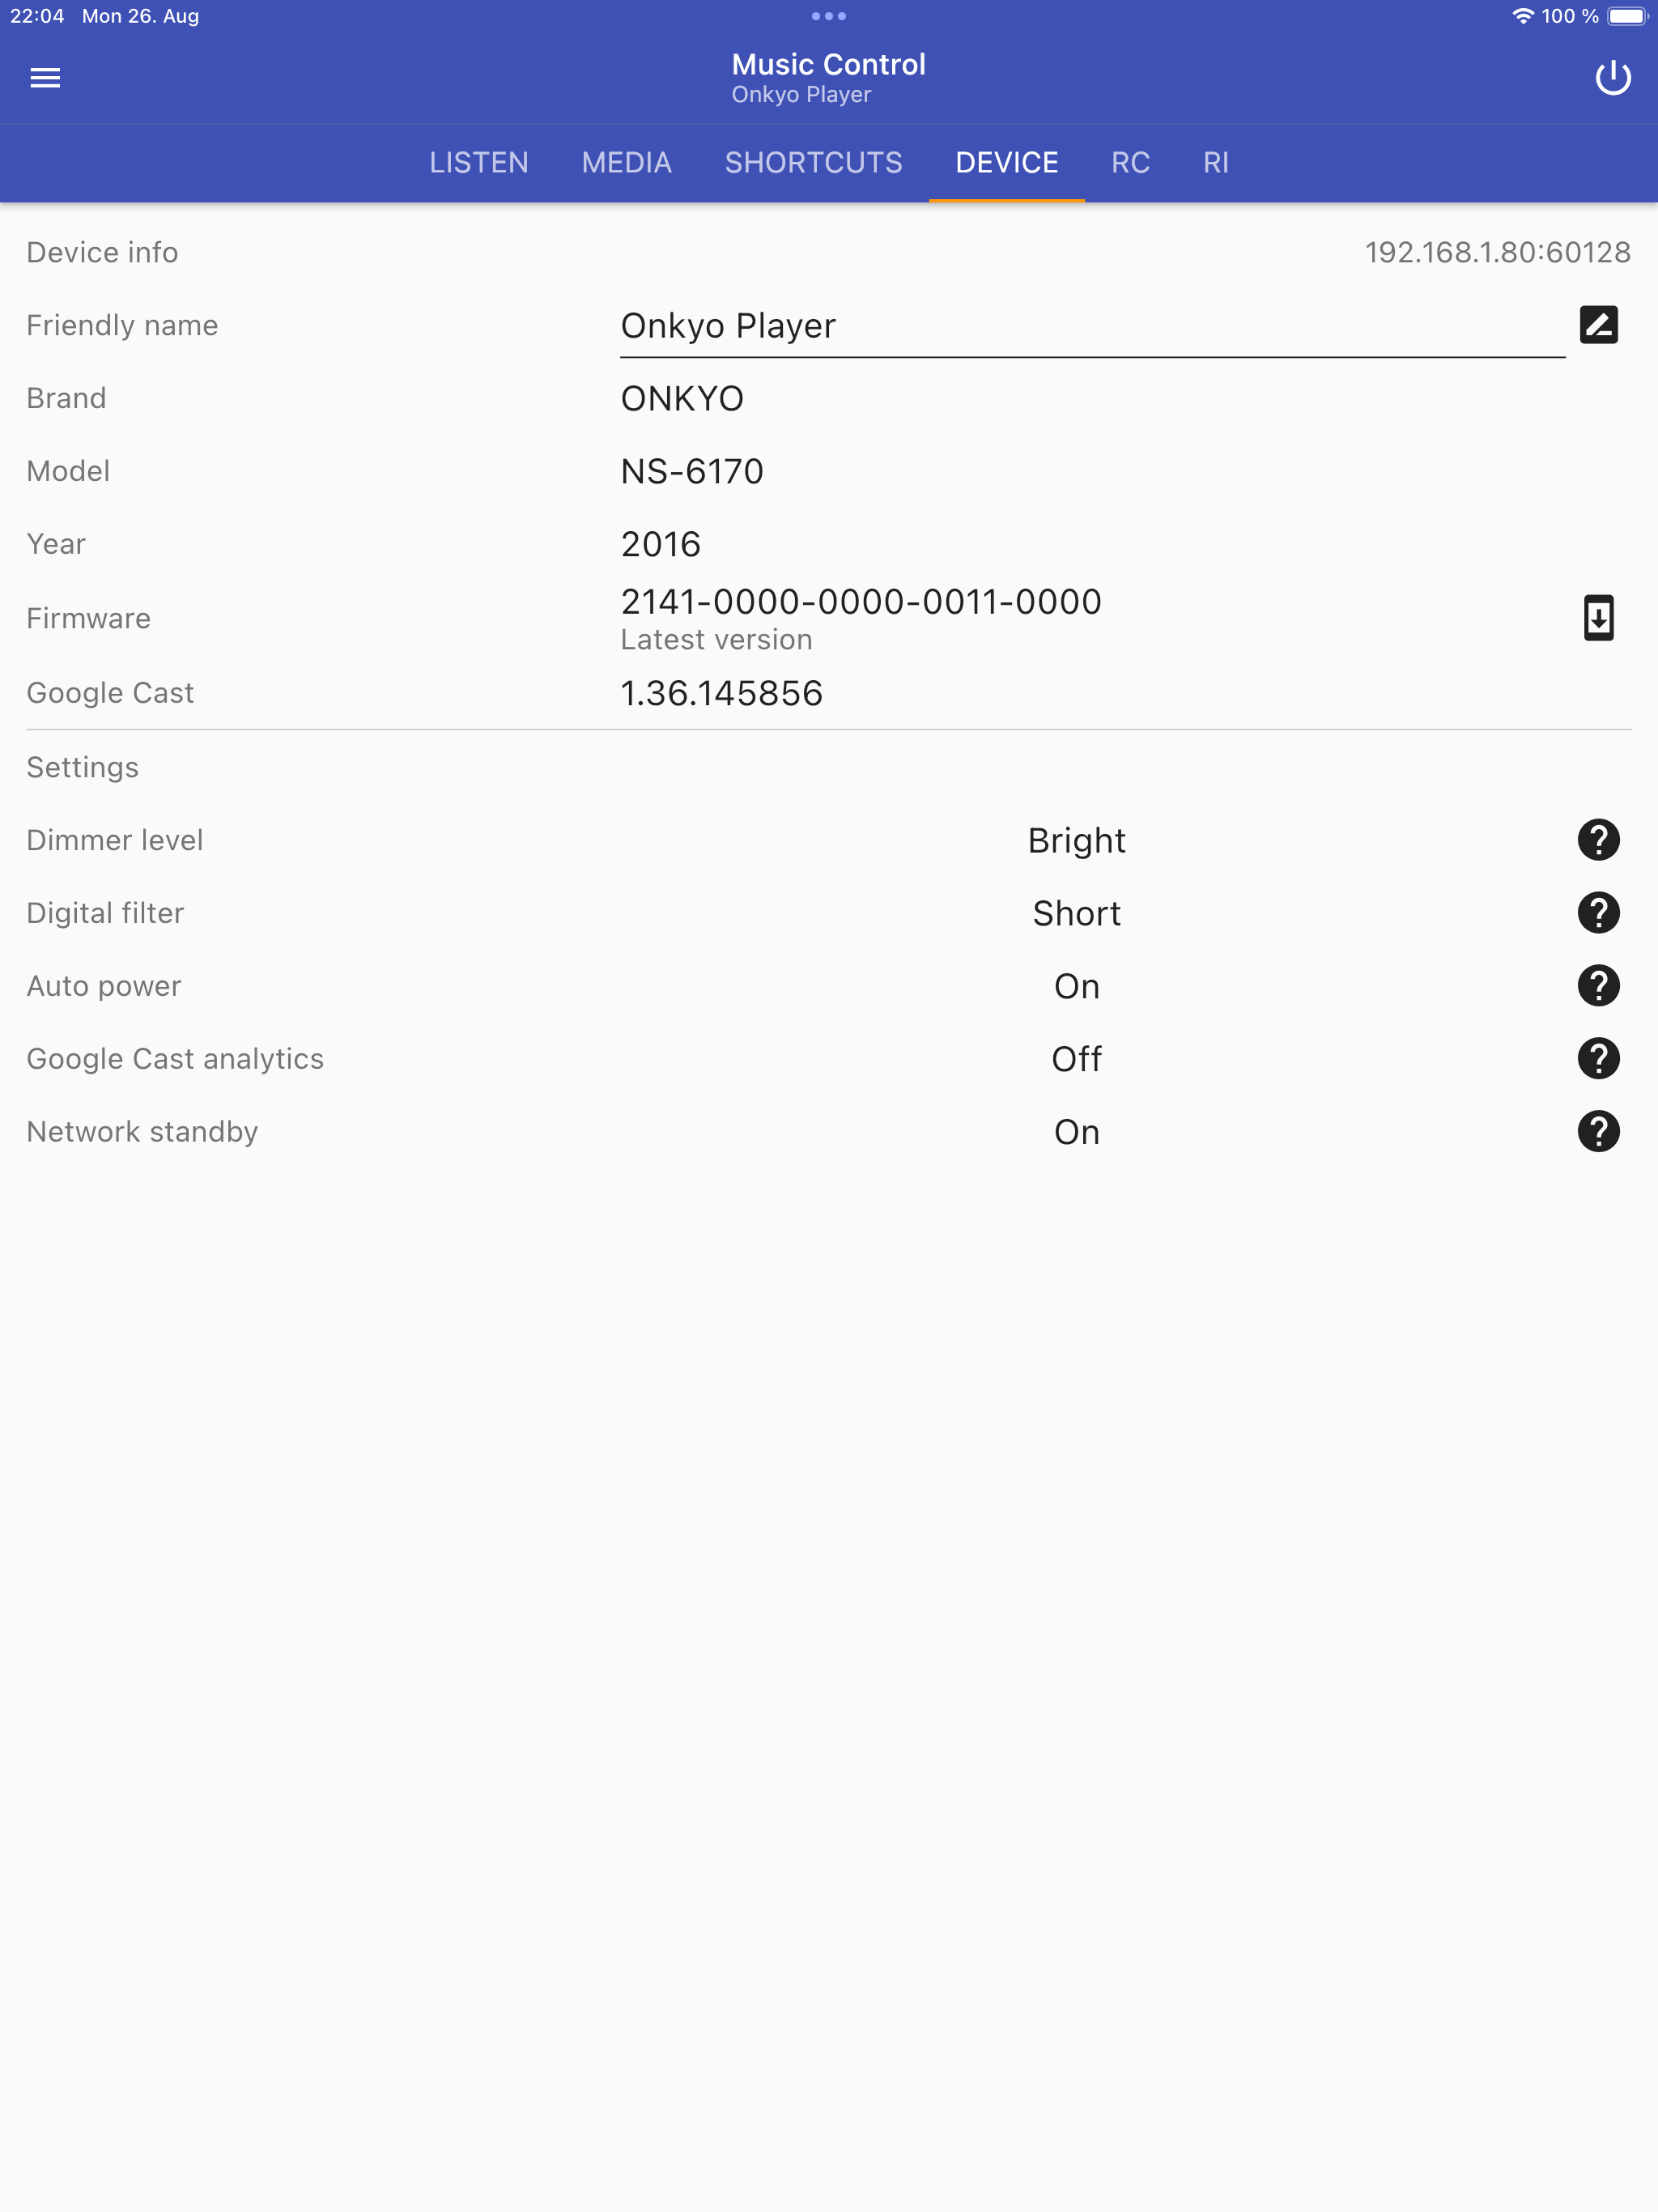 22:04 Mon 26. Aug 100 %
Music Control
Onkyo Player
LISTEN MEDIA SHORTCUTS DEVICE RC RI
Device info 192.168.1.80:60128
Friendly name Onkyo Player
Brand ONKYO
Model NS-6170
Year 2016
Firmware 2141-0000-0000-0011-0000
Latest version
Google Cast 1.36.145856
Settings
Dimmer level Bright
Digital filter Short
Auto power On
Google Cast analytics Off
Network standby On